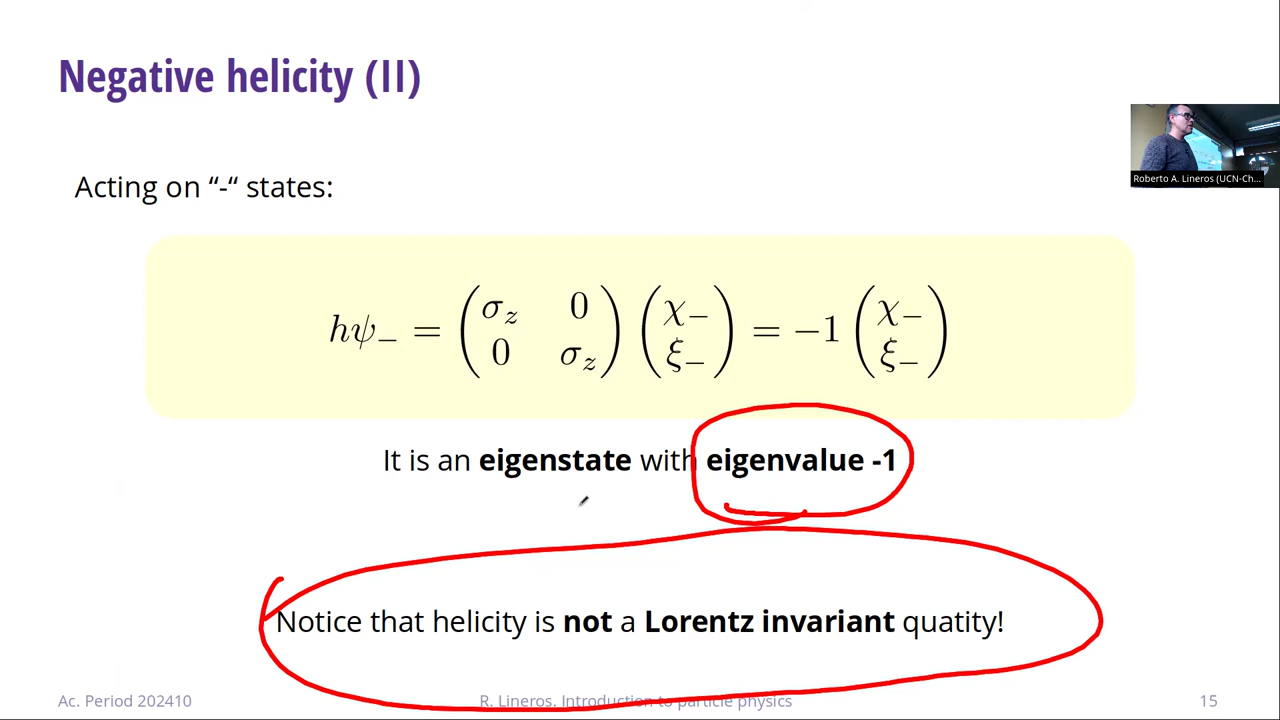 Negative helicity (II)
Roberto A. Lineros (UCN-Ch...
Acting on “-“ states:
hψ₋ = (σ_z 0; 0 σ_z) (χ₋; ξ₋) = −1 (χ₋; ξ₋)
It is an eigenstate with eigenvalue -1
Notice that helicity is not a Lorentz invariant quatity!
Ac. Period 202410 R. Lineros. Introduction to particle physics 15